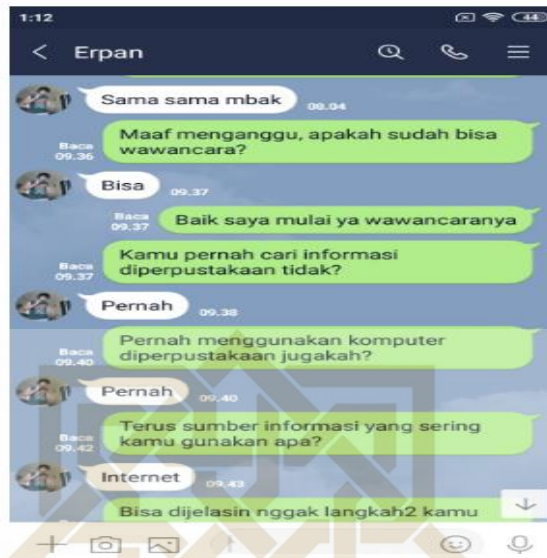 1:12
44
Erpan
Sama sama mbak
08.04
Maaf menganggu, apakah sudah bisa
wawancara?
Baca
09.36
Bisa
09.37
Baca
09.37
Baik saya mulai ya wawancaranya
Kamu pernah cari informasi
diperpustakaan tidak?
Baca
09.37
Pernah
09.38
Pernah menggunakan komputer
diperpustakaan jugakah?
Baca
09.40
Pernah
09.40
Terus sumber informasi yang sering
kamu gunakan apa?
Baca
09.42
Internet
09.43
Bisa dijelasin nggak langkah2 kamu